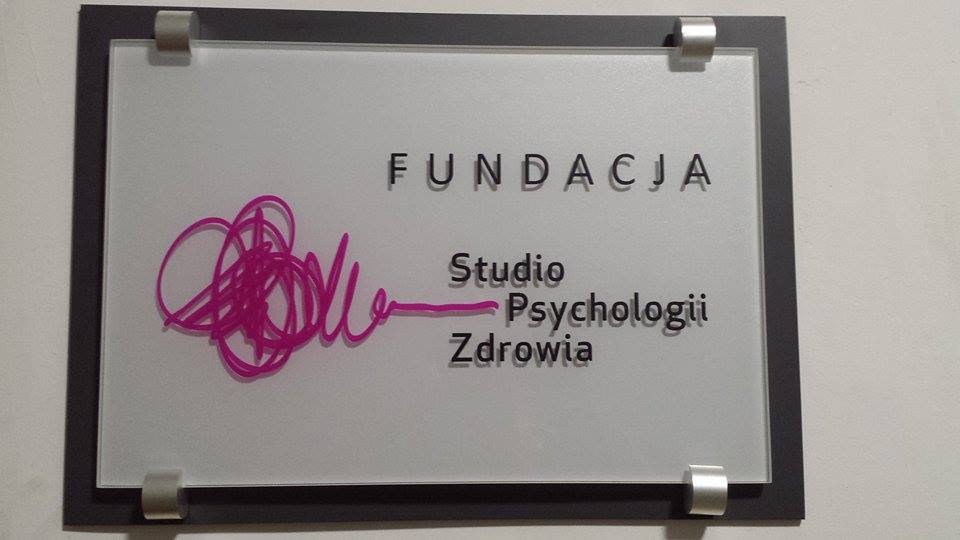 FUNDACJA
Studio
Psychologii
Zdrowia